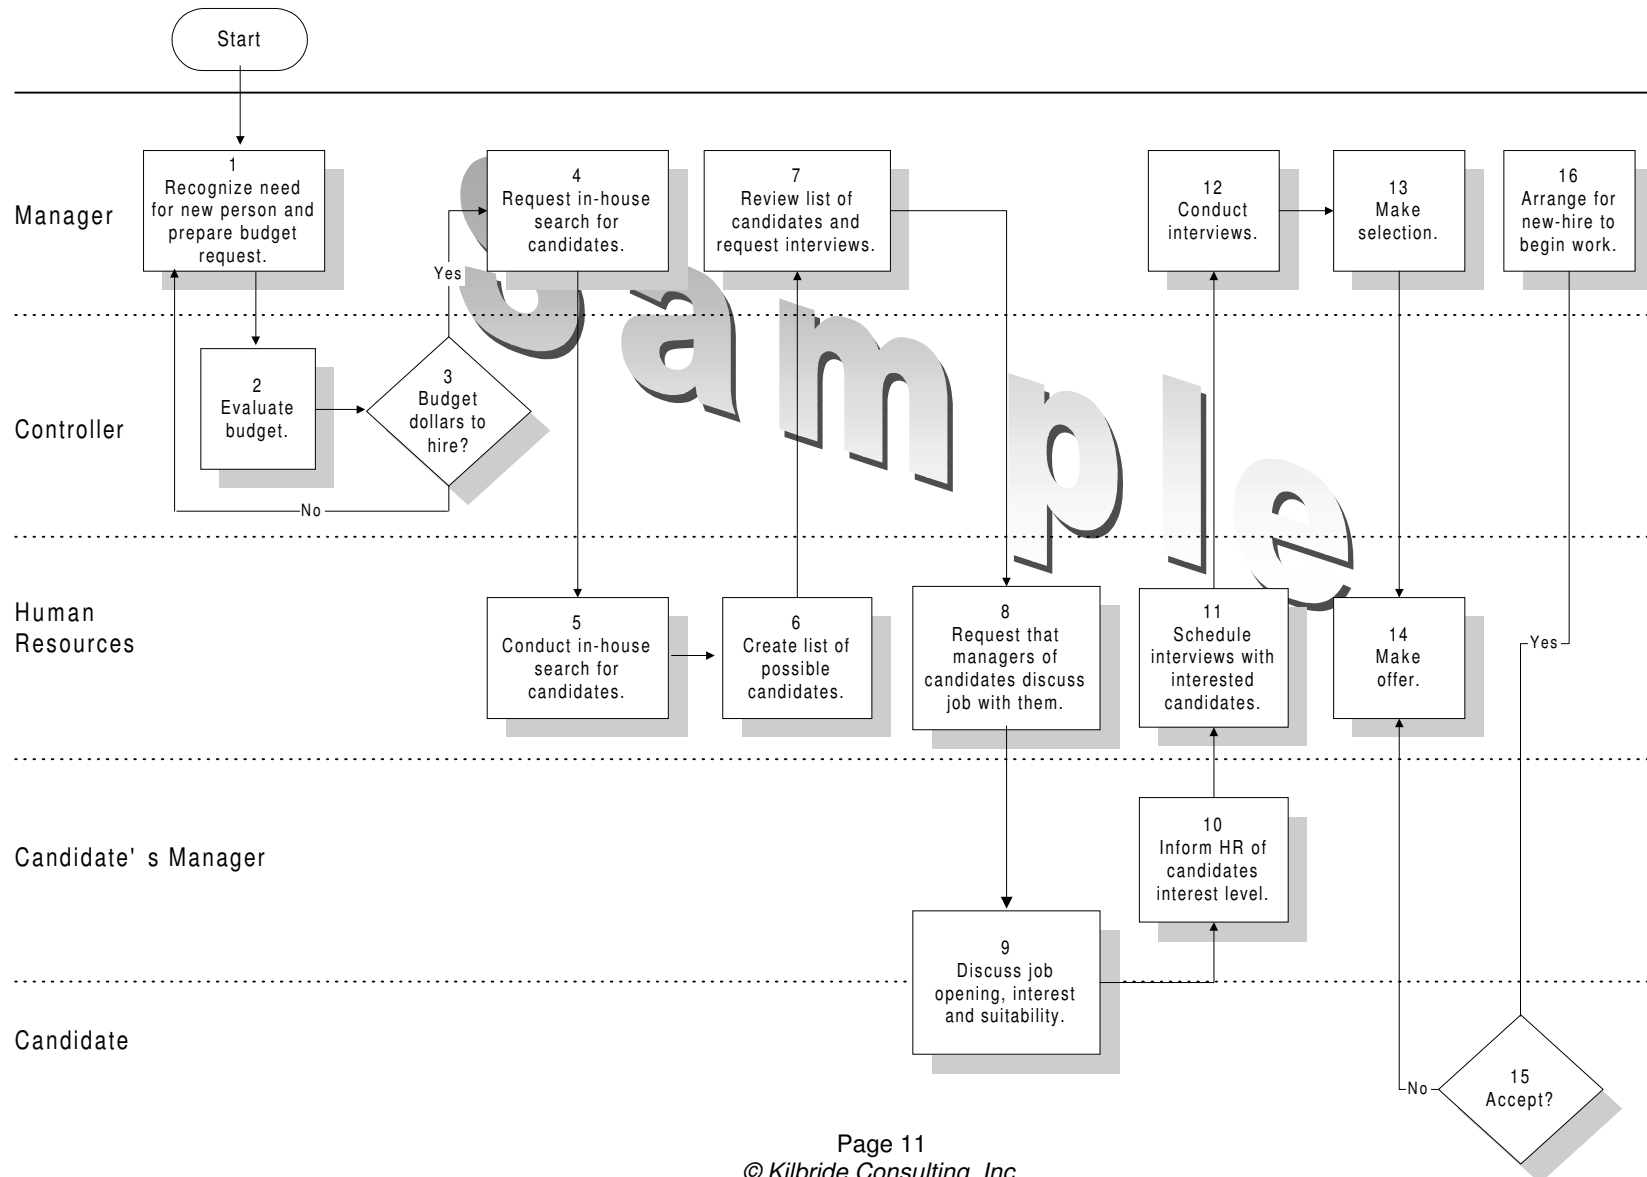 Start
Manager
1
Recognize need
for new person and
prepare budget
request.
4
Request in-house
search for
candidates.
7
Review list of
candidates and
request interviews.
12
Conduct
interviews.
13
Make
selection.
16
Arrange for
new-hire to
begin work.
Yes
Sample
Controller
2
Evaluate
budget.
3
Budget
dollars to
hire?
No
Human
Resources
5
Conduct in-house
search for
candidates.
6
Create list of
possible
candidates.
8
Request that
managers of
candidates discuss
job with them.
11
Schedule
interviews with
interested
candidates.
14
Make
offer.
Yes
Candidate' s Manager
10
Inform HR of
candidates
interest level.
9
Discuss job
opening, interest
and suitability.
Candidate
No
15
Accept?
Page 11
© Kilbride Consulting, Inc